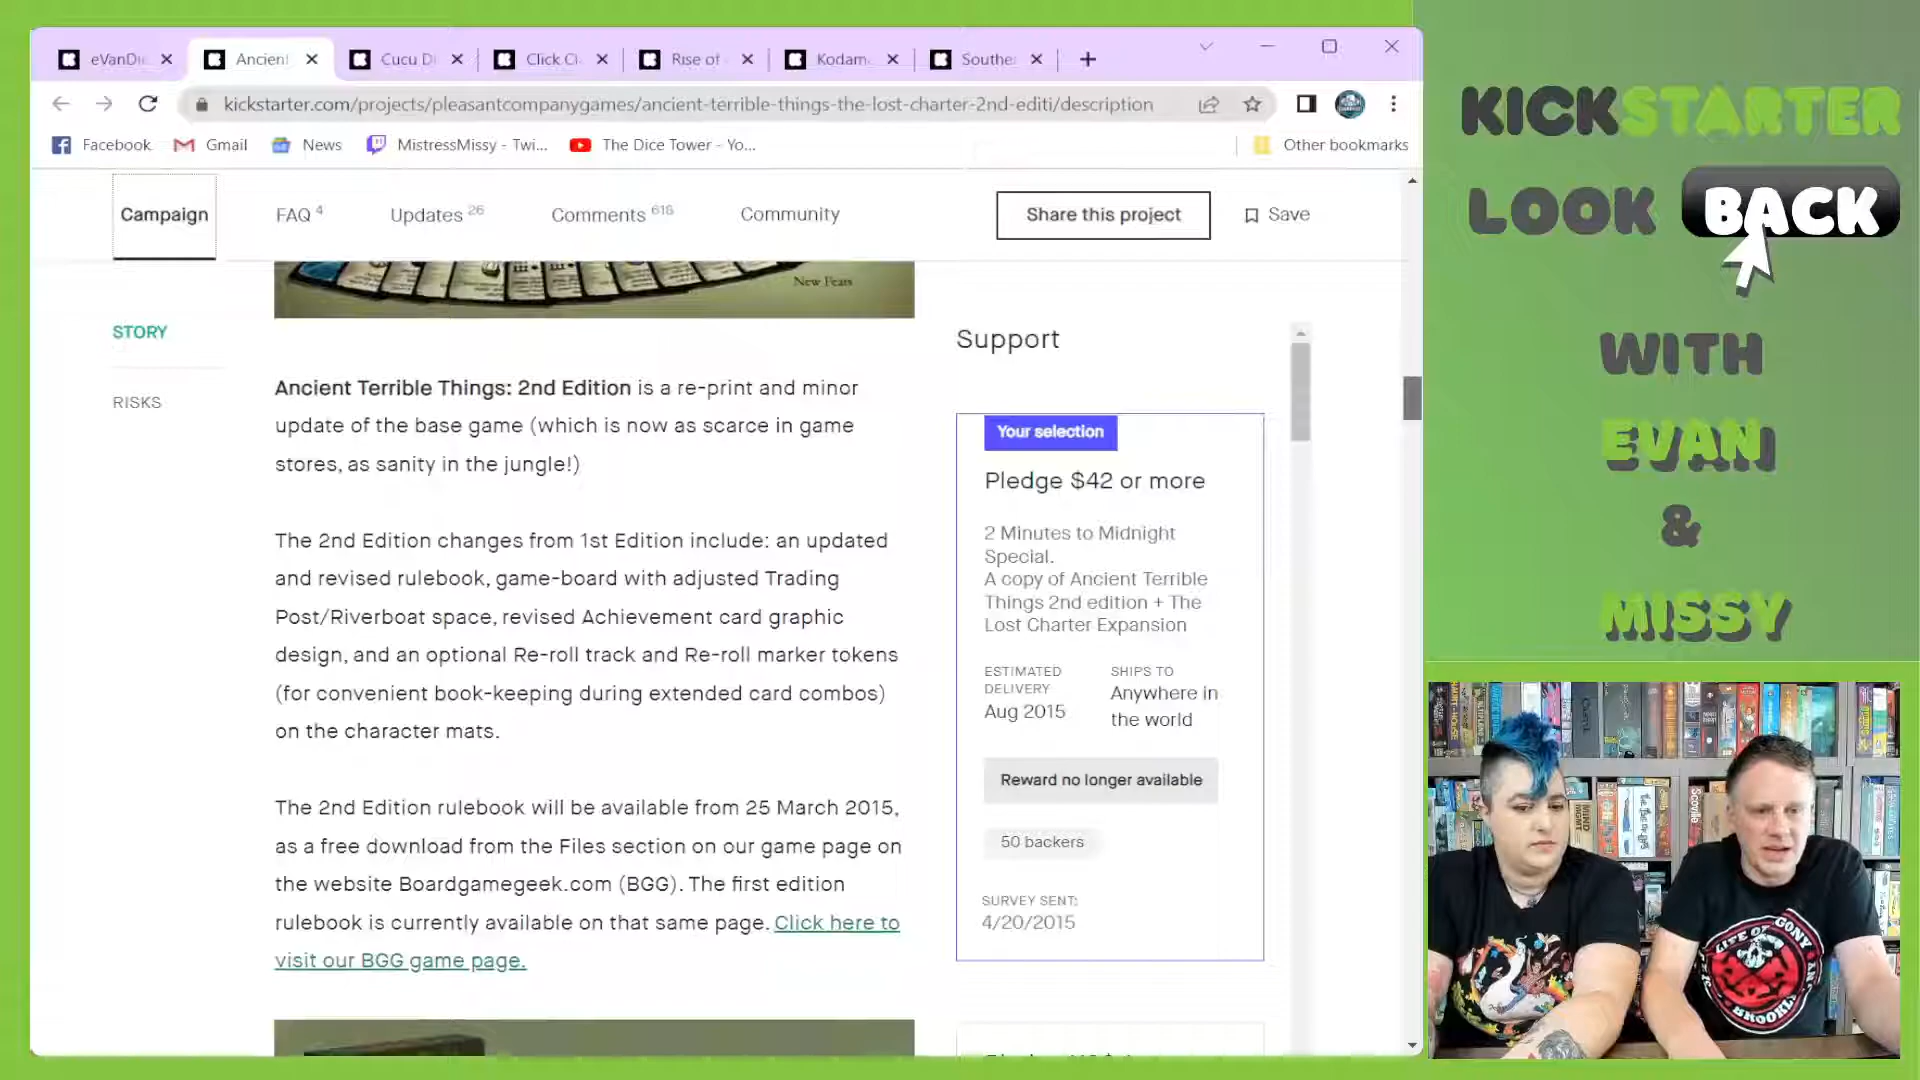 eVanDi
Ancient
Cucu D
Click Cl
Rise of
Kodam
Souther
kickstarter.com/projects/pleasantcompanygames/ancient-terrible-things-the-lost-charter-2nd-editi/description
Facebook
Gmail
News
MistressMissy - Twi...
The Dice Tower - Yo...
Other bookmarks
Campaign
FAQ 4
Updates 26
Comments 616
Community
Share this project
Save
New Fears
STORY
RISKS
Ancient Terrible Things: 2nd Edition is a re-print and minor
update of the base game (which is now as scarce in game
stores, as sanity in the jungle!)
The 2nd Edition changes from 1st Edition include: an updated
and revised rulebook, game-board with adjusted Trading
Post/Riverboat space, revised Achievement card graphic
design, and an optional Re-roll track and Re-roll marker tokens
(for convenient book-keeping during extended card combos)
on the character mats.
The 2nd Edition rulebook will be available from 25 March 2015,
as a free download from the Files section on our game page on
the website Boardgamegeek.com (BGG). The first edition
rulebook is currently available on that same page. Click here to
visit our BGG game page.
Support
Your selection
Pledge $42 or more
2 Minutes to Midnight
Special.
A copy of Ancient Terrible
Things 2nd edition + The
Lost Charter Expansion
ESTIMATED
DELIVERY
Aug 2015
SHIPS TO
Anywhere in
the world
Reward no longer available
50 backers
SURVEY SENT:
4/20/2015
KICKSTARTER
LOOK BACK
WITH
EVAN
&
MISSY
MIND
MGMT
Scoville
LIFE OF AGONY
BROOKLYN